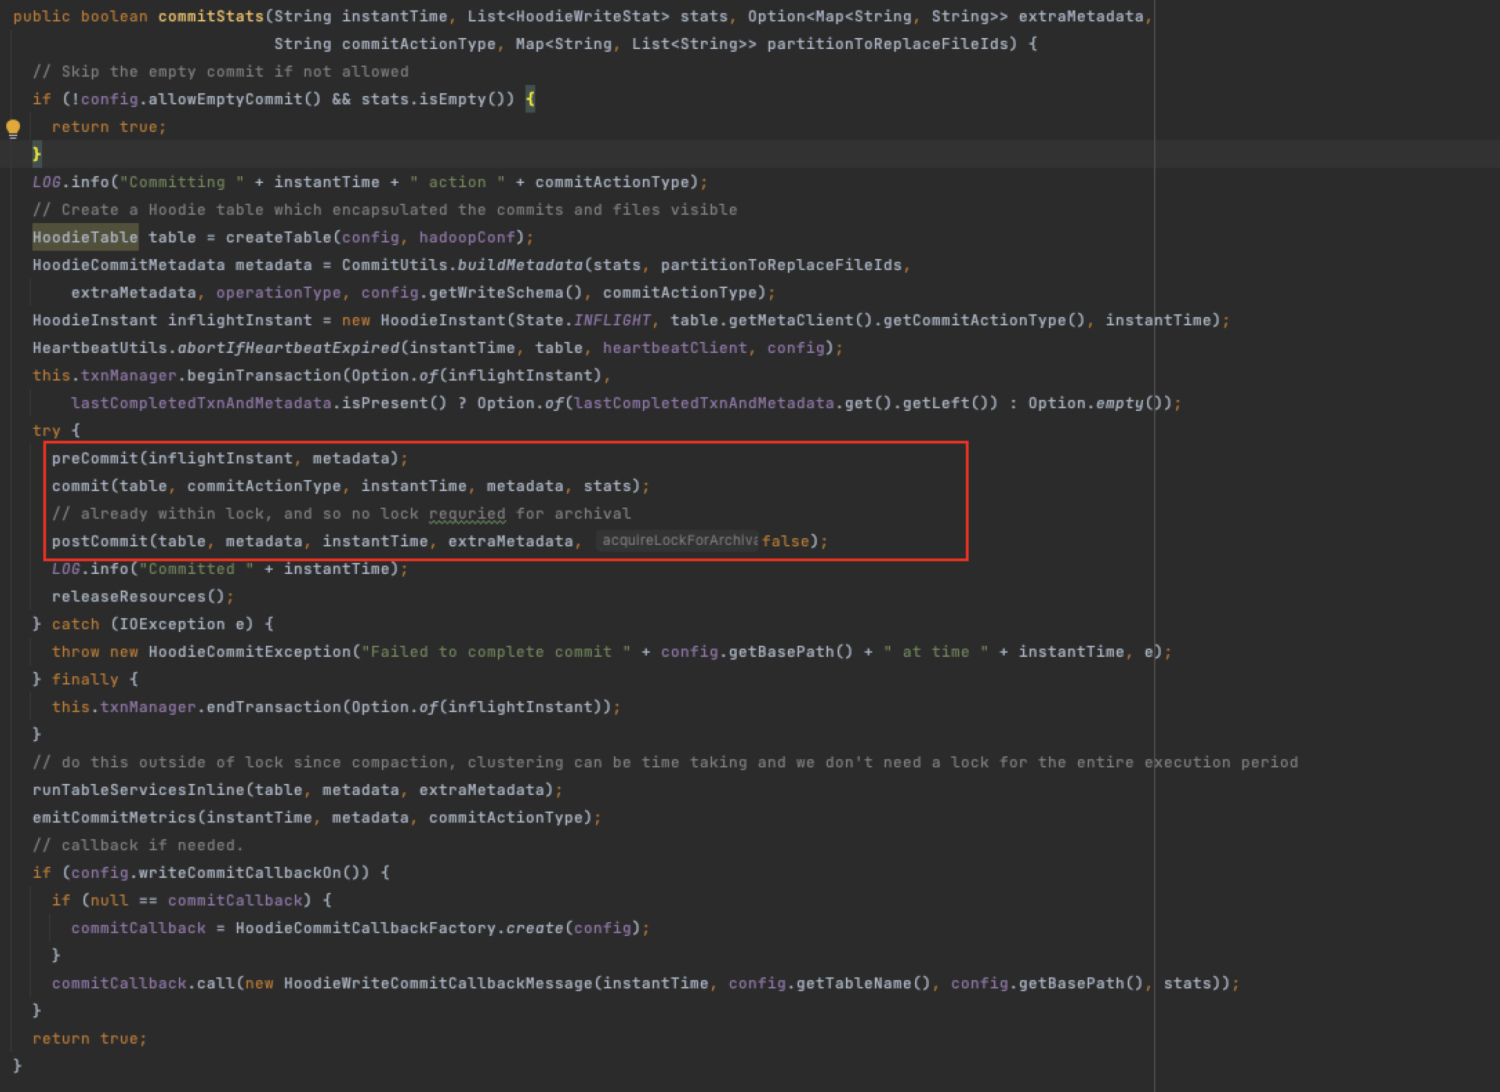 public boolean commitStats(String instantTime, List<HoodieWriteStat> stats, Option<Map<String, String>> extraMetadata,
String commitActionType, Map<String, List<String>> partitionToReplaceFileIds) {
// Skip the empty commit if not allowed
if (!config.allowEmptyCommit() && stats.isEmpty()) {
return true;
}
LOG.info("Committing " + instantTime + " action " + commitActionType);
// Create a Hoodie table which encapsulated the commits and files visible
HoodieTable table = createTable(config, hadoopConf);
HoodieCommitMetadata metadata = CommitUtils.buildMetadata(stats, partitionToReplaceFileIds,
extraMetadata, operationType, config.getWriteSchema(), commitActionType);
HoodieInstant inflightInstant = new HoodieInstant(State.INFLIGHT, table.getMetaClient().getCommitActionType(), instantTime);
HeartbeatUtils.abortIfHeartbeatExpired(instantTime, table, heartbeatClient, config);
this.txnManager.beginTransaction(Option.of(inflightInstant),
lastCompletedTxnAndMetadata.isPresent() ? Option.of(lastCompletedTxnAndMetadata.get().getLeft()) : Option.empty());
try {
preCommit(inflightInstant, metadata);
commit(table, commitActionType, instantTime, metadata, stats);
// already within lock, and so no lock requried for archival
postCommit(table, metadata, instantTime, extraMetadata, acquireLockForArchiva false);
LOG.info("Committed " + instantTime);
releaseResources();
} catch (IOException e) {
throw new HoodieCommitException("Failed to complete commit " + config.getBasePath() + " at time " + instantTime, e);
} finally {
this.txnManager.endTransaction(Option.of(inflightInstant));
}
// do this outside of lock since compaction, clustering can be time taking and we don't need a lock for the entire execution period
runTableServicesInline(table, metadata, extraMetadata);
emitCommitMetrics(instantTime, metadata, commitActionType);
// callback if needed.
if (config.writeCommitCallbackOn()) {
if (null == commitCallback) {
commitCallback = HoodieCommitCallbackFactory.create(config);
}
commitCallback.call(new HoodieWriteCommitCallbackMessage(instantTime, config.getTableName(), config.getBasePath(), stats));
}
return true;
}